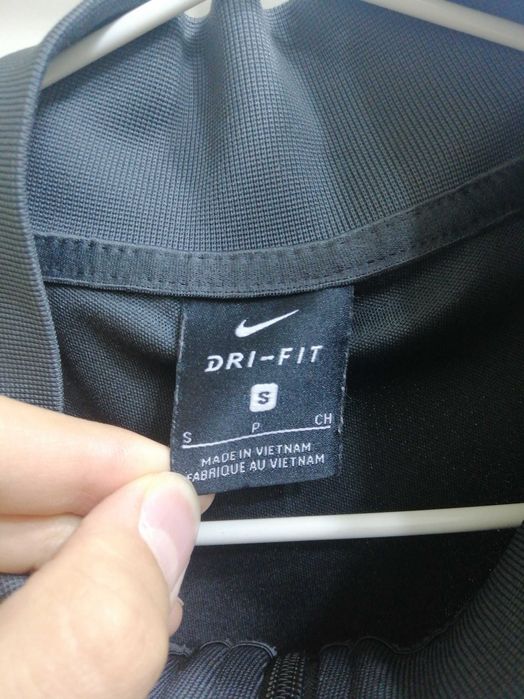 DRI-FIT
S
S P CH
MADE IN VIETNAM
FABRIQUE AU VIETNAM